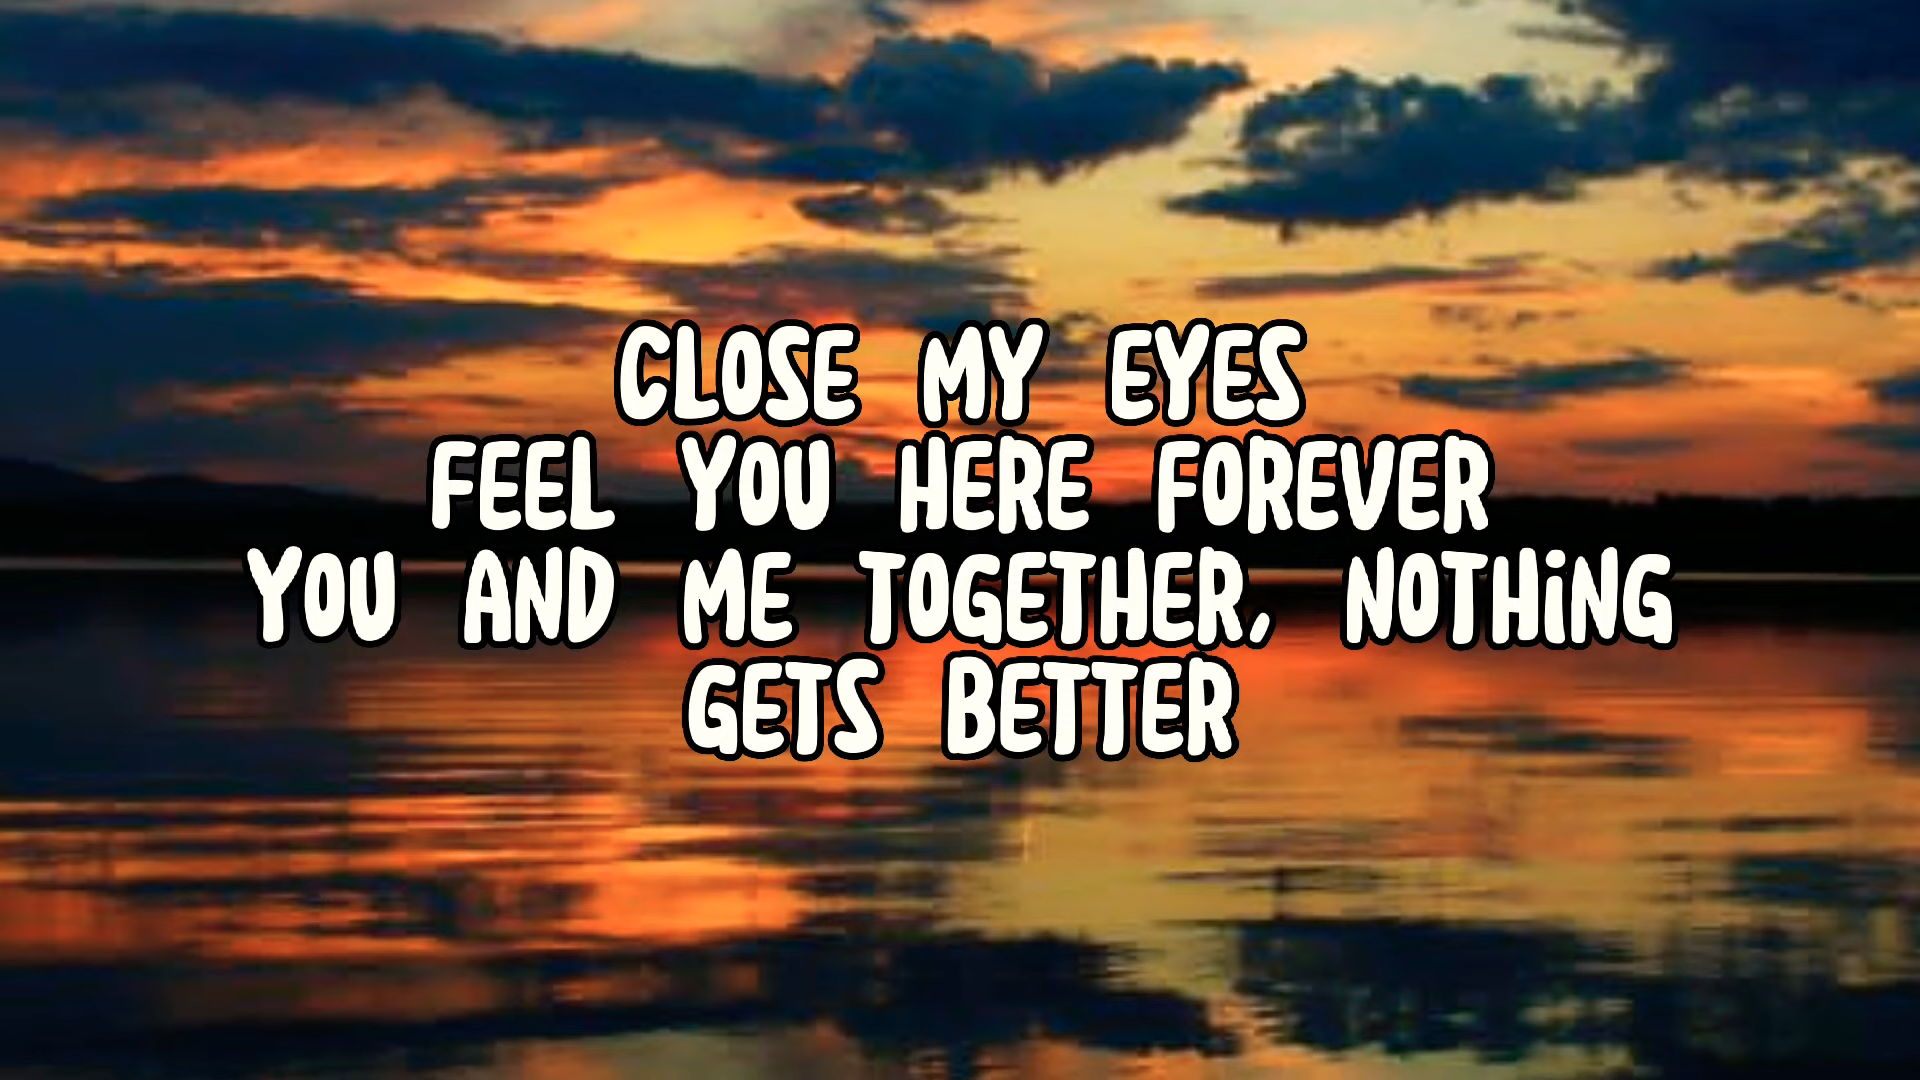 CLOSE MY EYES
FEEL YOU HERE FOREVER
YOU AND ME TOGETHER, NOTHiNG
GETS BETTER